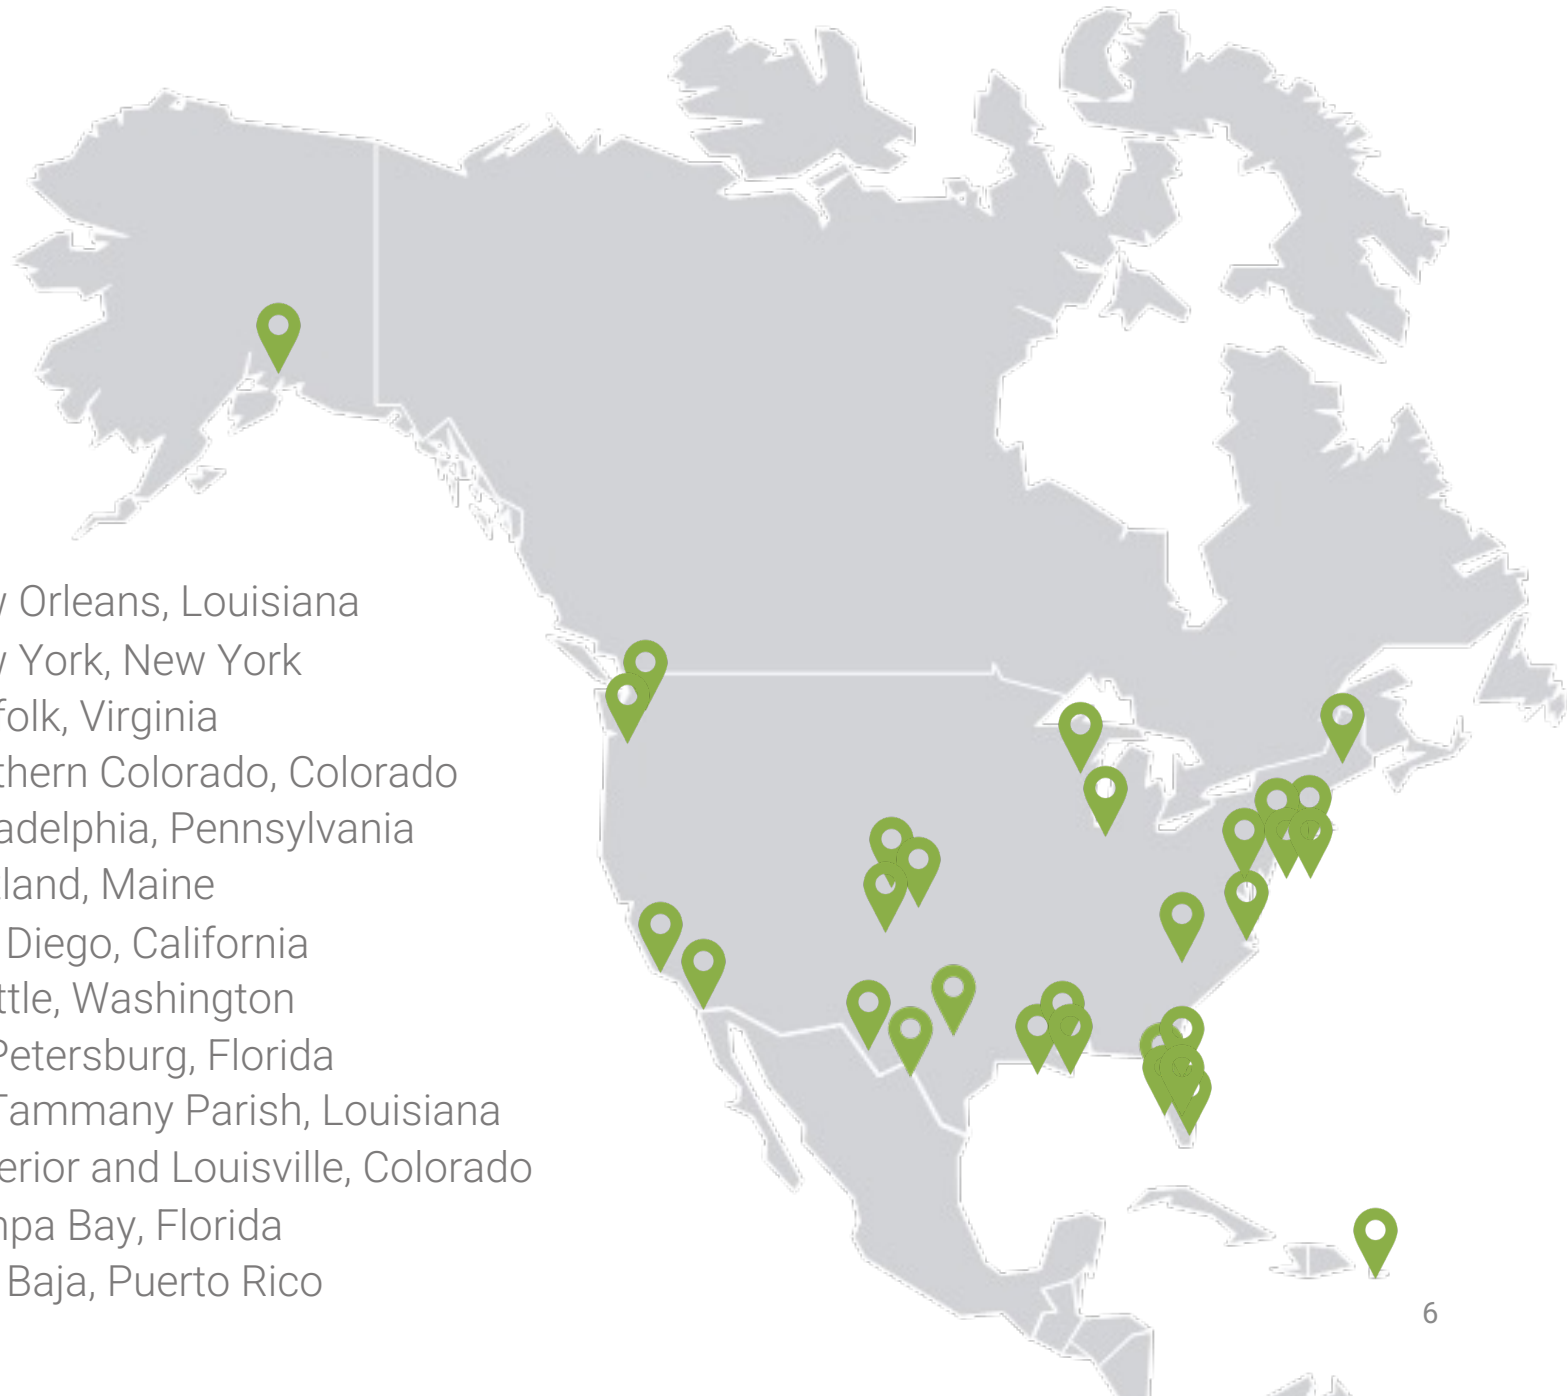 w Orleans, Louisiana
w York, New York
folk, Virginia
thern Colorado, Colorado
adelphia, Pennsylvania
land, Maine
Diego, California
ttle, Washington
Petersburg, Florida
Tammany Parish, Louisiana
erior and Louisville, Colorado
npa Bay, Florida
Baja, Puerto Rico
6